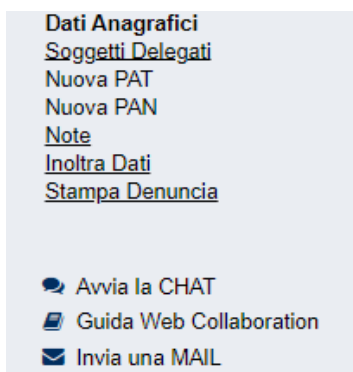 Dati Anagrafici
Soggetti Delegati
Nuova PAT
Nuova PAN
Note
Inoltra Dati
Stampa Denuncia
Avvia la CHAT
Guida Web Collaboration
Invia una MAIL